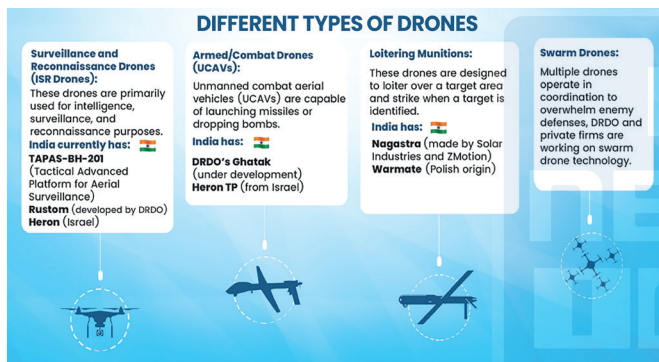 DIFFERENT TYPES OF DRONES
Surveillance and
Reconnaissance Drones
(ISR Drones):
These drones are primarily
used for intelligence,
surveillance, and
reconnaissance purposes.
India currently has:
TAPAS-BH-201
(Tactical Advanced
Platform for Aerial
Surveillance)
Rustom (developed by DRDO)
Heron (Israel)
Armed/Combat Drones
(UCAVs):
Unmanned combat aerial
vehicles (UCAVs) are capable
of launching missiles or
dropping bombs.
India has:
DRDO's Ghatak
(under development)
Heron TP (from Israel)
Loitering Munitions:
These drones are designed
to loiter over a target area
and strike when a target is
identified.
India has:
Nagastra (made by Solar
Industries and ZMotion)
Warmate (Polish origin)
Swarm Drones:
Multiple drones
operate in
coordination to
overwhelm enemy
defenses, DRDO and
private firms are
working on swarm
drone technology.